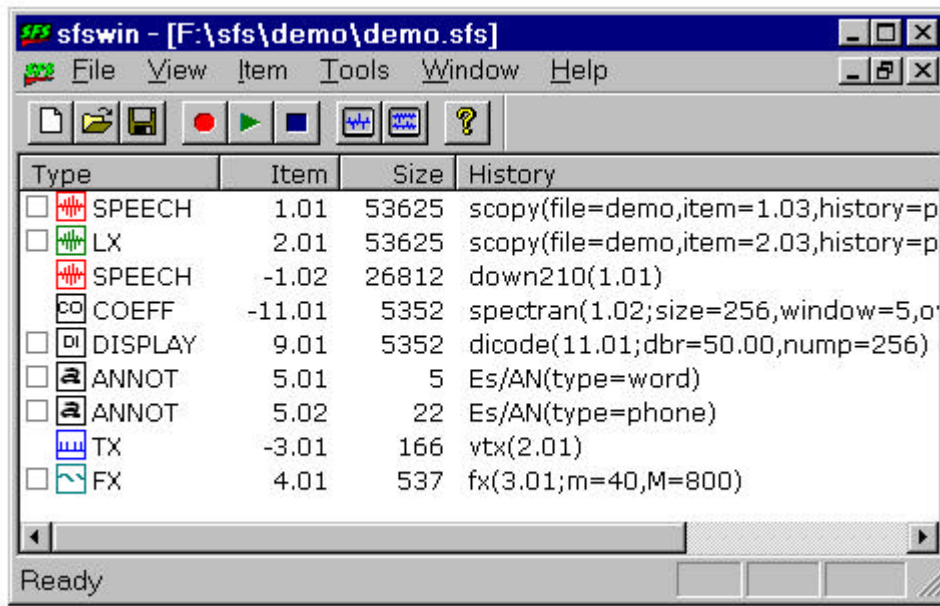 SFS sfswin - [F:\sfs\demo\demo.sfs]
SFS File View Item Tools Window Help
Type Item Size History
SPEECH 1.01 53625 scopy(file=demo,item=1.03,history=p
LX 2.01 53625 scopy(file=demo,item=2.03,history=p
SPEECH -1.02 26812 down210(1.01)
CO COEFF -11.01 5352 spectran(1.02;size=256,window=5,o
DI DISPLAY 9.01 5352 dicode(11.01;dbr=50.00,nump=256)
a ANNOT 5.01 5 Es/AN(type=word)
a ANNOT 5.02 22 Es/AN(type=phone)
TX -3.01 166 vtx(2.01)
FX 4.01 537 fx(3.01;m=40,M=800)
Ready